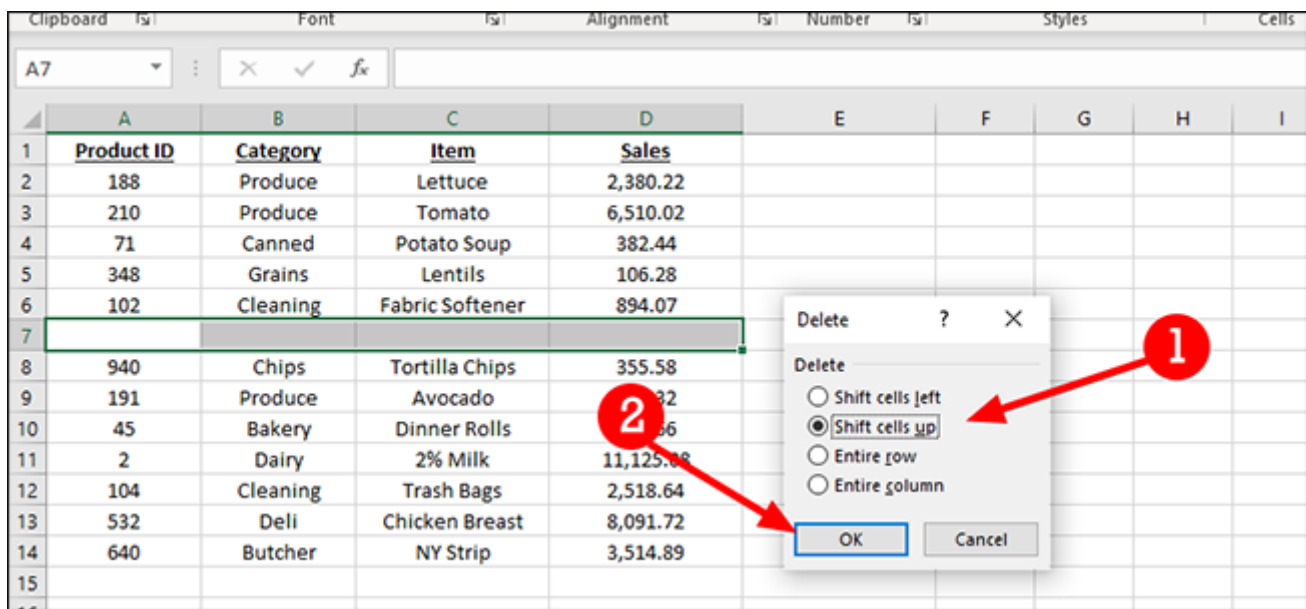 Clipboard Font Alignment Number Styles Cells
A7 fx
A B C D E F G H I
1 Product ID Category Item Sales
2 188 Produce Lettuce 2,380.22
3 210 Produce Tomato 6,510.02
4 71 Canned Potato Soup 382.44
5 348 Grains Lentils 106.28
6 102 Cleaning Fabric Softener 894.07
7
8 940 Chips Tortilla Chips 355.58
9 191 Produce Avocado
10 45 Bakery Dinner Rolls
11 2 Dairy 2% Milk
12 104 Cleaning Trash Bags 2,518.64
13 532 Deli Chicken Breast 8,091.72
14 640 Butcher NY Strip 3,514.89
15
Delete ?
Delete
Shift cells left
Shift cells up
Entire row
Entire column
OK Cancel
1
2